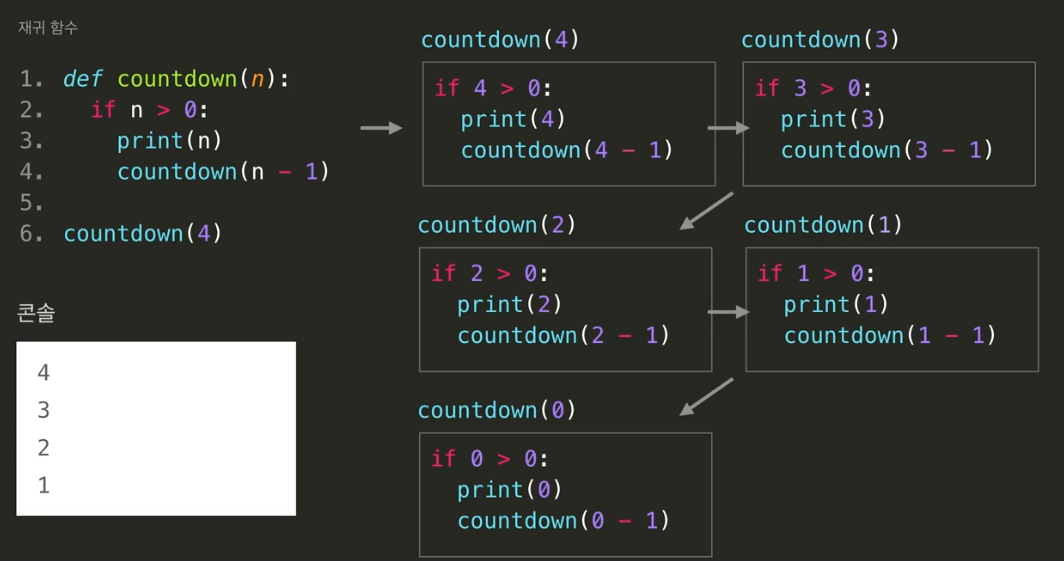 재귀 함수
1. def countdown(n):
2. if n > 0:
3. print(n)
4. countdown(n - 1)
5.
6. countdown(4)
콘솔
4
3
2
1
countdown(4)
if 4 > 0:
print(4)
countdown(4 - 1)
countdown(3)
if 3 > 0:
print(3)
countdown(3 - 1)
countdown(2)
if 2 > 0:
print(2)
countdown(2 - 1)
countdown(1)
if 1 > 0:
print(1)
countdown(1 - 1)
countdown(0)
if 0 > 0:
print(0)
countdown(0 - 1)